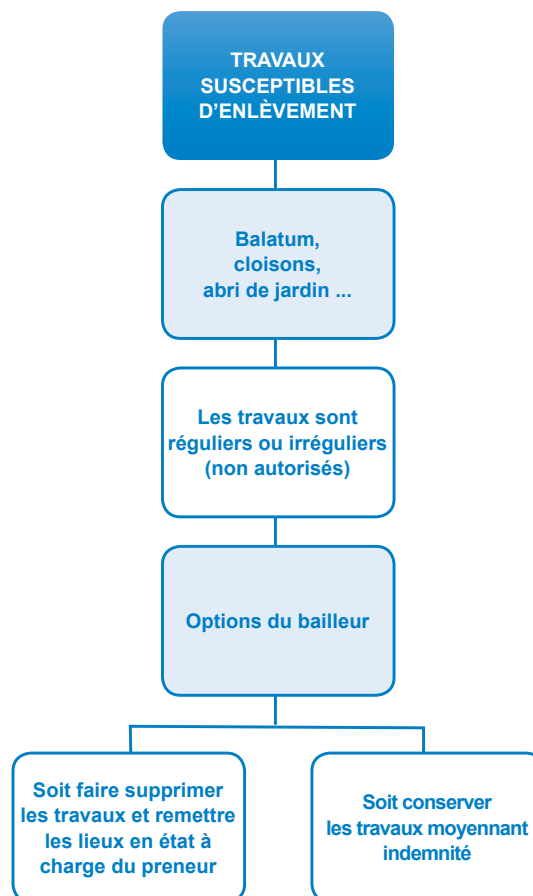 TRAVAUX
SUSCEPTIBLES
D'ENLÈVEMENT
Balatum,
cloisons,
abri de jardin ...
Les travaux sont
réguliers ou irréguliers
(non autorisés)
Options du bailleur
Soit faire supprimer
les travaux et remettre
les lieux en état à
charge du preneur
Soit conserver
les travaux moyennant
indemnité